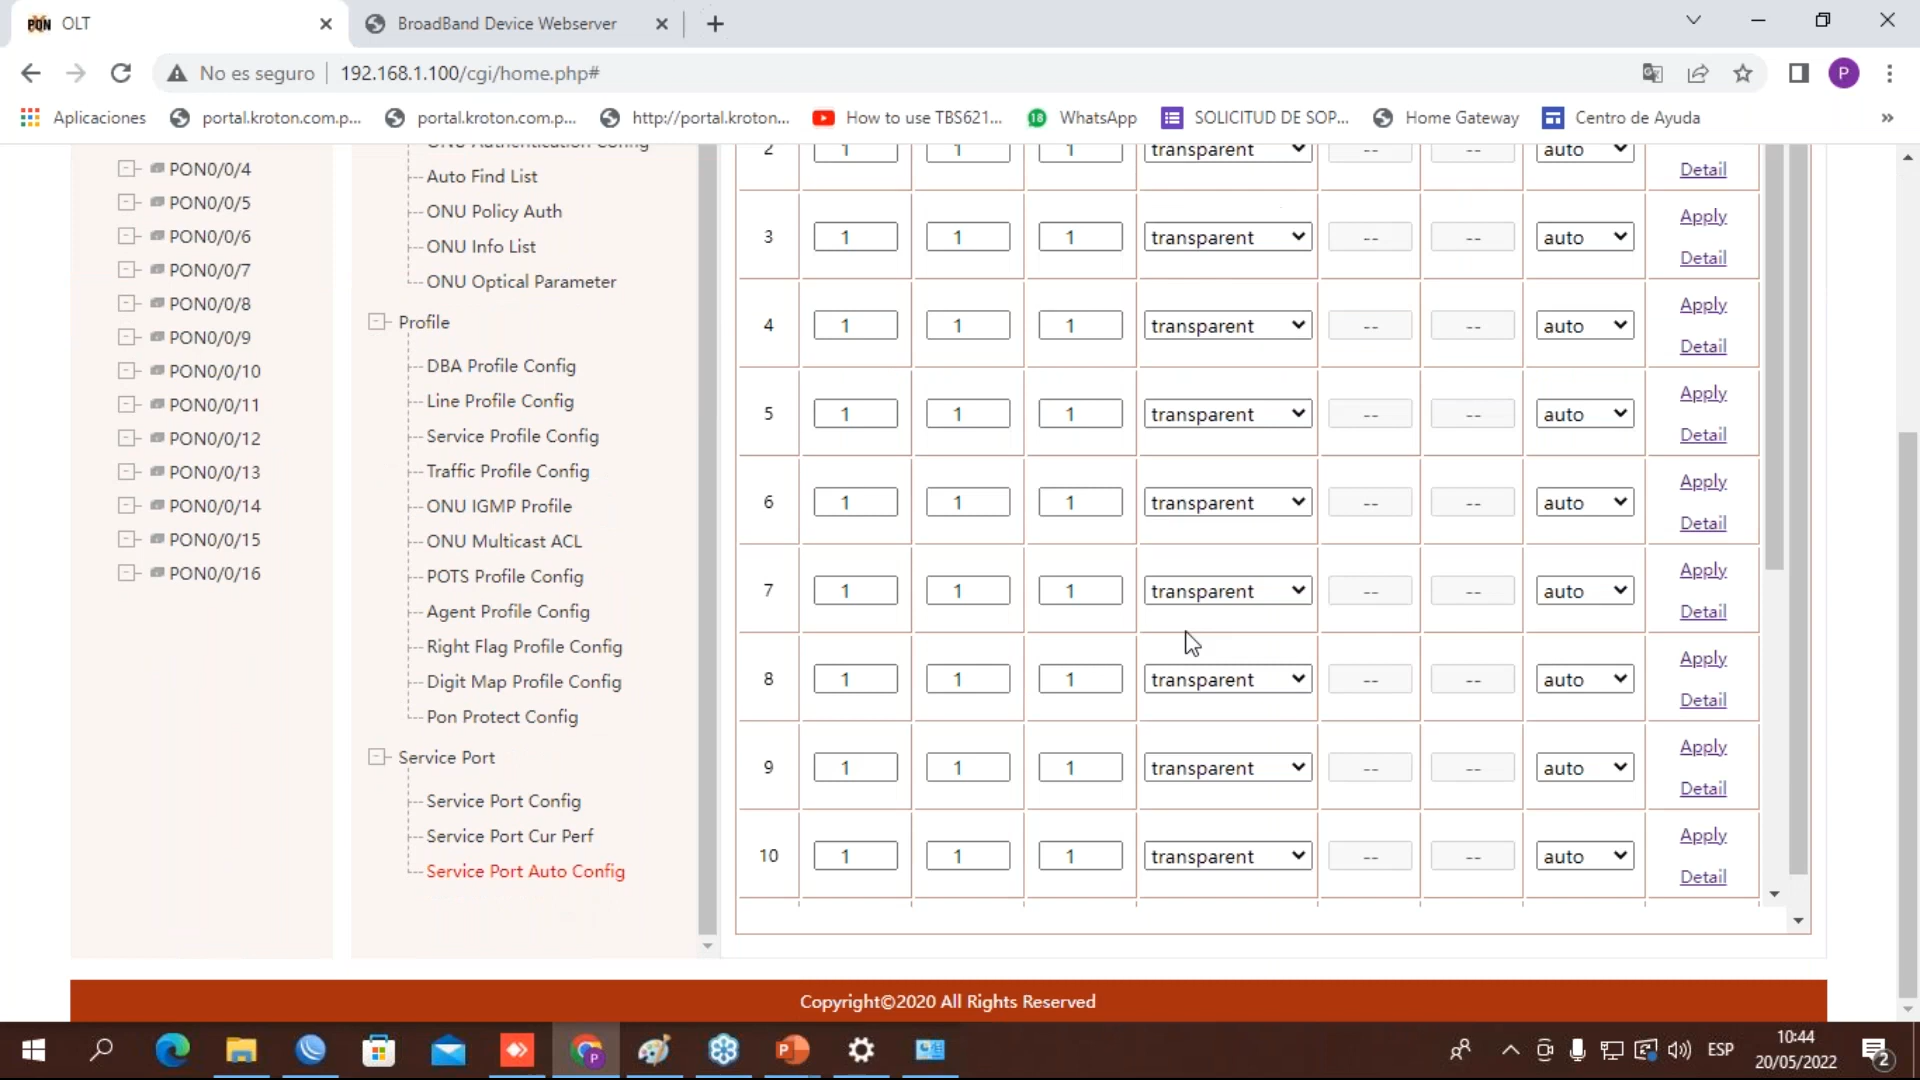 PON OLT
BroadBand Device Webserver
No es seguro 192.168.1.100/cgi/home.php#
P
Aplicaciones portal.kroton.com.p... portal.kroton.com.p... http://portal.kroton... How to use TBS621... 18 WhatsApp SOLICITUD DE SOP... Home Gateway Centro de Ayuda »
PON0/0/4
PON0/0/5
PON0/0/6
PON0/0/7
PON0/0/8
PON0/0/9
PON0/0/10
PON0/0/11
PON0/0/12
PON0/0/13
PON0/0/14
PON0/0/15
PON0/0/16
ONU Authentication Config
Auto Find List
ONU Policy Auth
ONU Info List
ONU Optical Parameter
Profile
DBA Profile Config
Line Profile Config
Service Profile Config
Traffic Profile Config
ONU IGMP Profile
ONU Multicast ACL
POTS Profile Config
Agent Profile Config
Right Flag Profile Config
Digit Map Profile Config
Pon Protect Config
Service Port
Service Port Config
Service Port Cur Perf
Service Port Auto Config
2 1 1 1 transparent -- -- auto
Detail
Apply
3 1 1 1 transparent -- -- auto
Detail
Apply
4 1 1 1 transparent -- -- auto
Detail
Apply
5 1 1 1 transparent -- -- auto
Detail
Apply
6 1 1 1 transparent -- -- auto
Detail
Apply
7 1 1 1 transparent -- -- auto
Detail
Apply
8 1 1 1 transparent -- -- auto
Detail
Apply
9 1 1 1 transparent -- -- auto
Detail
Apply
10 1 1 1 transparent -- -- auto
Detail
Copyright©2020 All Rights Reserved
P
ESP
10:44
20/05/2022
2